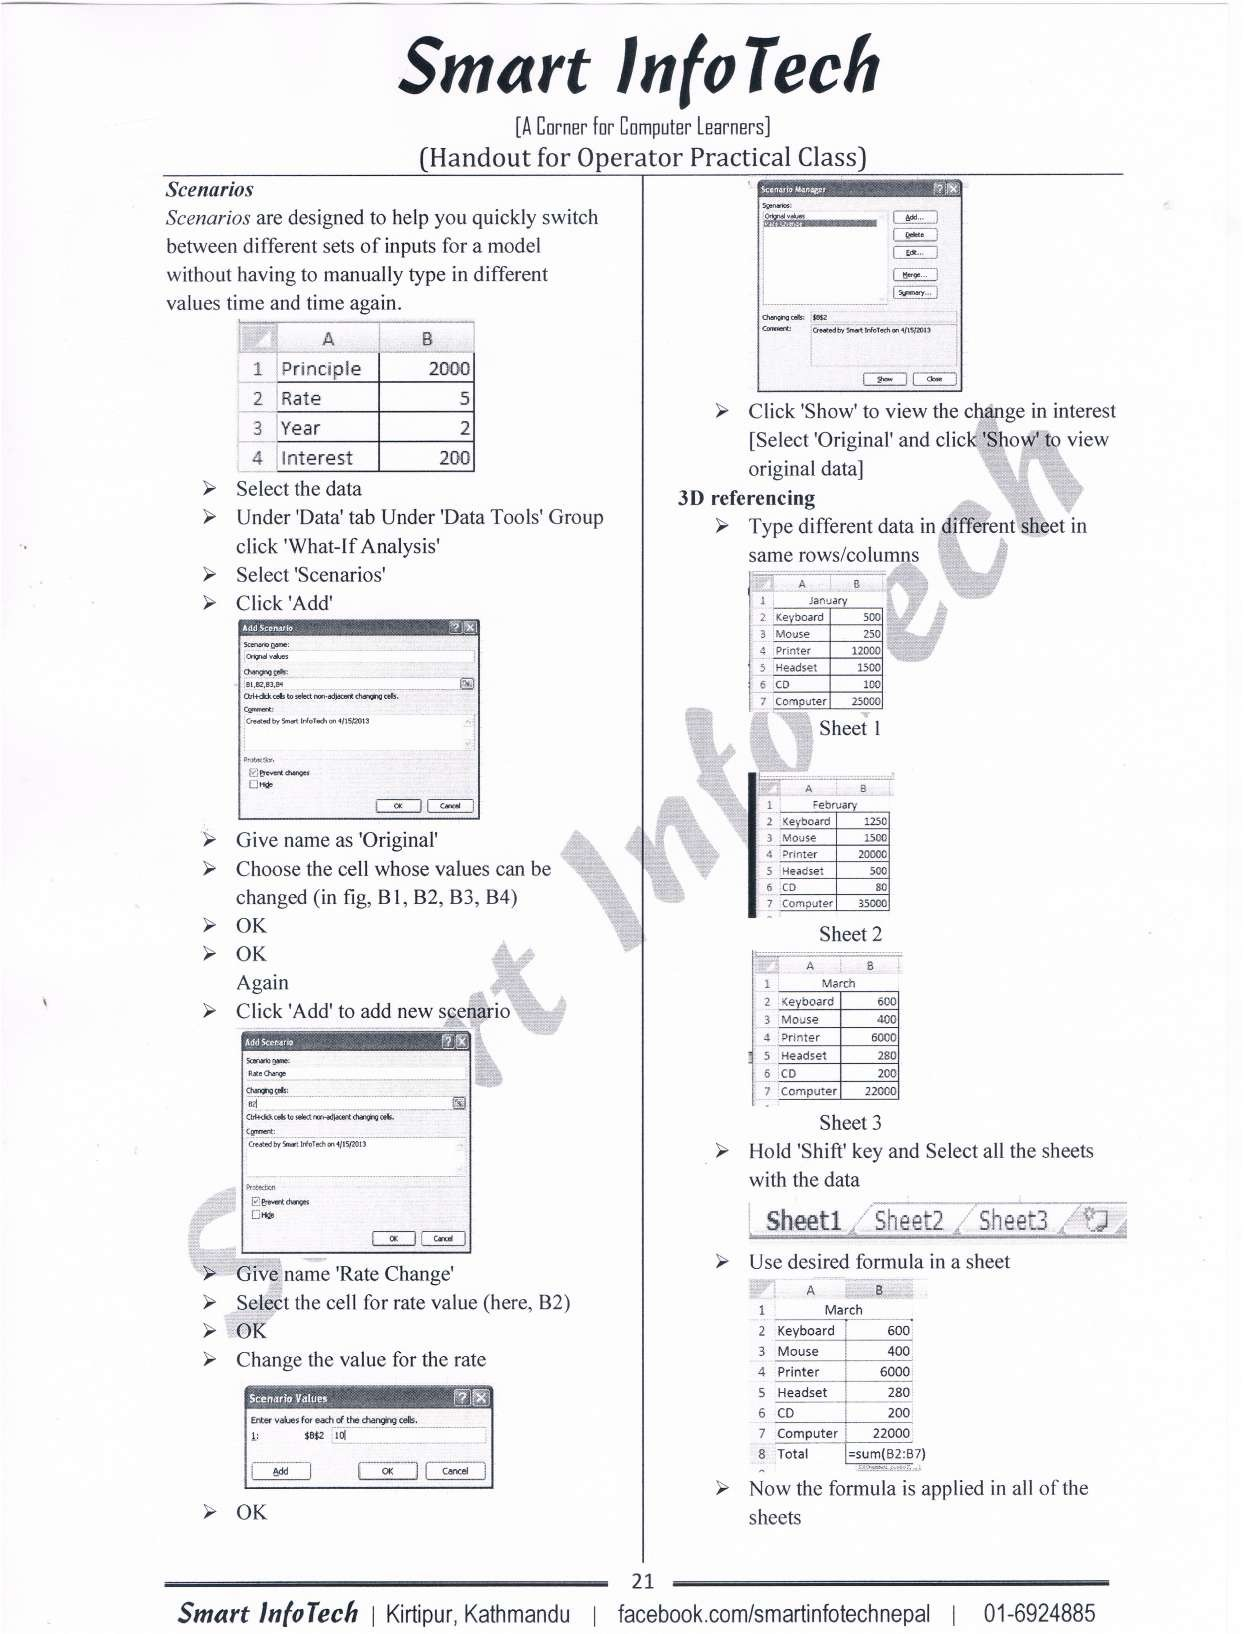 Smart InfoTech
[A Corner for Computer Learners]
(Handout for Operator Practical Class)
Scenarios
Scenarios are designed to help you quickly switch
between different sets of inputs for a model
without having to manually type in different
values time and time again.
A B
1 Principle 2000
2 Rate 5
3 Year 2
4 Interest 200
➢ Select the data
➢ Under 'Data' tab Under 'Data Tools' Group
click 'What-If Analysis'
➢ Select 'Scenarios'
➢ Click 'Add'
Add Scenario
Scenario name:
Orignal values
Changing cells:
B1,B2,B3,B4
Ctrl+click cells to select non-adjacent changing cells.
Comment:
Created by Smart InfoTech on 4/15/2013
Protection
Prevent changes
Hide
OK Cancel
➢ Give name as 'Original'
➢ Choose the cell whose values can be
changed (in fig, B1, B2, B3, B4)
➢ OK
➢ OK
Again
➢ Click 'Add' to add new scenario
Add Scenario
Scenario name:
Rate Change
Changing cells:
B2
Ctrl+click cells to select non-adjacent changing cells.
Comment:
Created by Smart InfoTech on 4/15/2013
Protection
Prevent changes
Hide
OK Cancel
➢ Give name 'Rate Change'
➢ Select the cell for rate value (here, B2)
➢ OK
➢ Change the value for the rate
Scenario Values
Enter values for each of the changing cells.
1: $B$2 10
Add OK Cancel
➢ OK
Scenario Manager
Scenarios:
Orignal values
Rate Change
Add...
Delete
Edit...
Merge...
Summary...
Changing cells: $B$2
Comment: Created by Smart InfoTech on 4/15/2013
Show Close
➢ Click 'Show' to view the change in interest
[Select 'Original' and click 'Show' to view
original data]
3D referencing
➢ Type different data in different sheet in
same rows/columns
A B
1 January
2 Keyboard 500
3 Mouse 250
4 Printer 12000
5 Headset 1500
6 CD 100
7 Computer 25000
Sheet 1
A B
1 February
2 Keyboard 1250
3 Mouse 1500
4 Printer 20000
5 Headset 500
6 CD 80
7 Computer 35000
Sheet 2
A B
1 March
2 Keyboard 600
3 Mouse 400
4 Printer 6000
5 Headset 280
6 CD 200
7 Computer 22000
Sheet 3
➢ Hold 'Shift' key and Select all the sheets
with the data
Sheet1 Sheet2 Sheet3
➢ Use desired formula in a sheet
A B
1 March
2 Keyboard 600
3 Mouse 400
4 Printer 6000
5 Headset 280
6 CD 200
7 Computer 22000
8 Total =sum(B2:B7)
➢ Now the formula is applied in all of the
sheets
Smart InfoTech
21
Smart InfoTech | Kirtipur, Kathmandu | facebook.com/smartinfotechnepal | 01-6924885